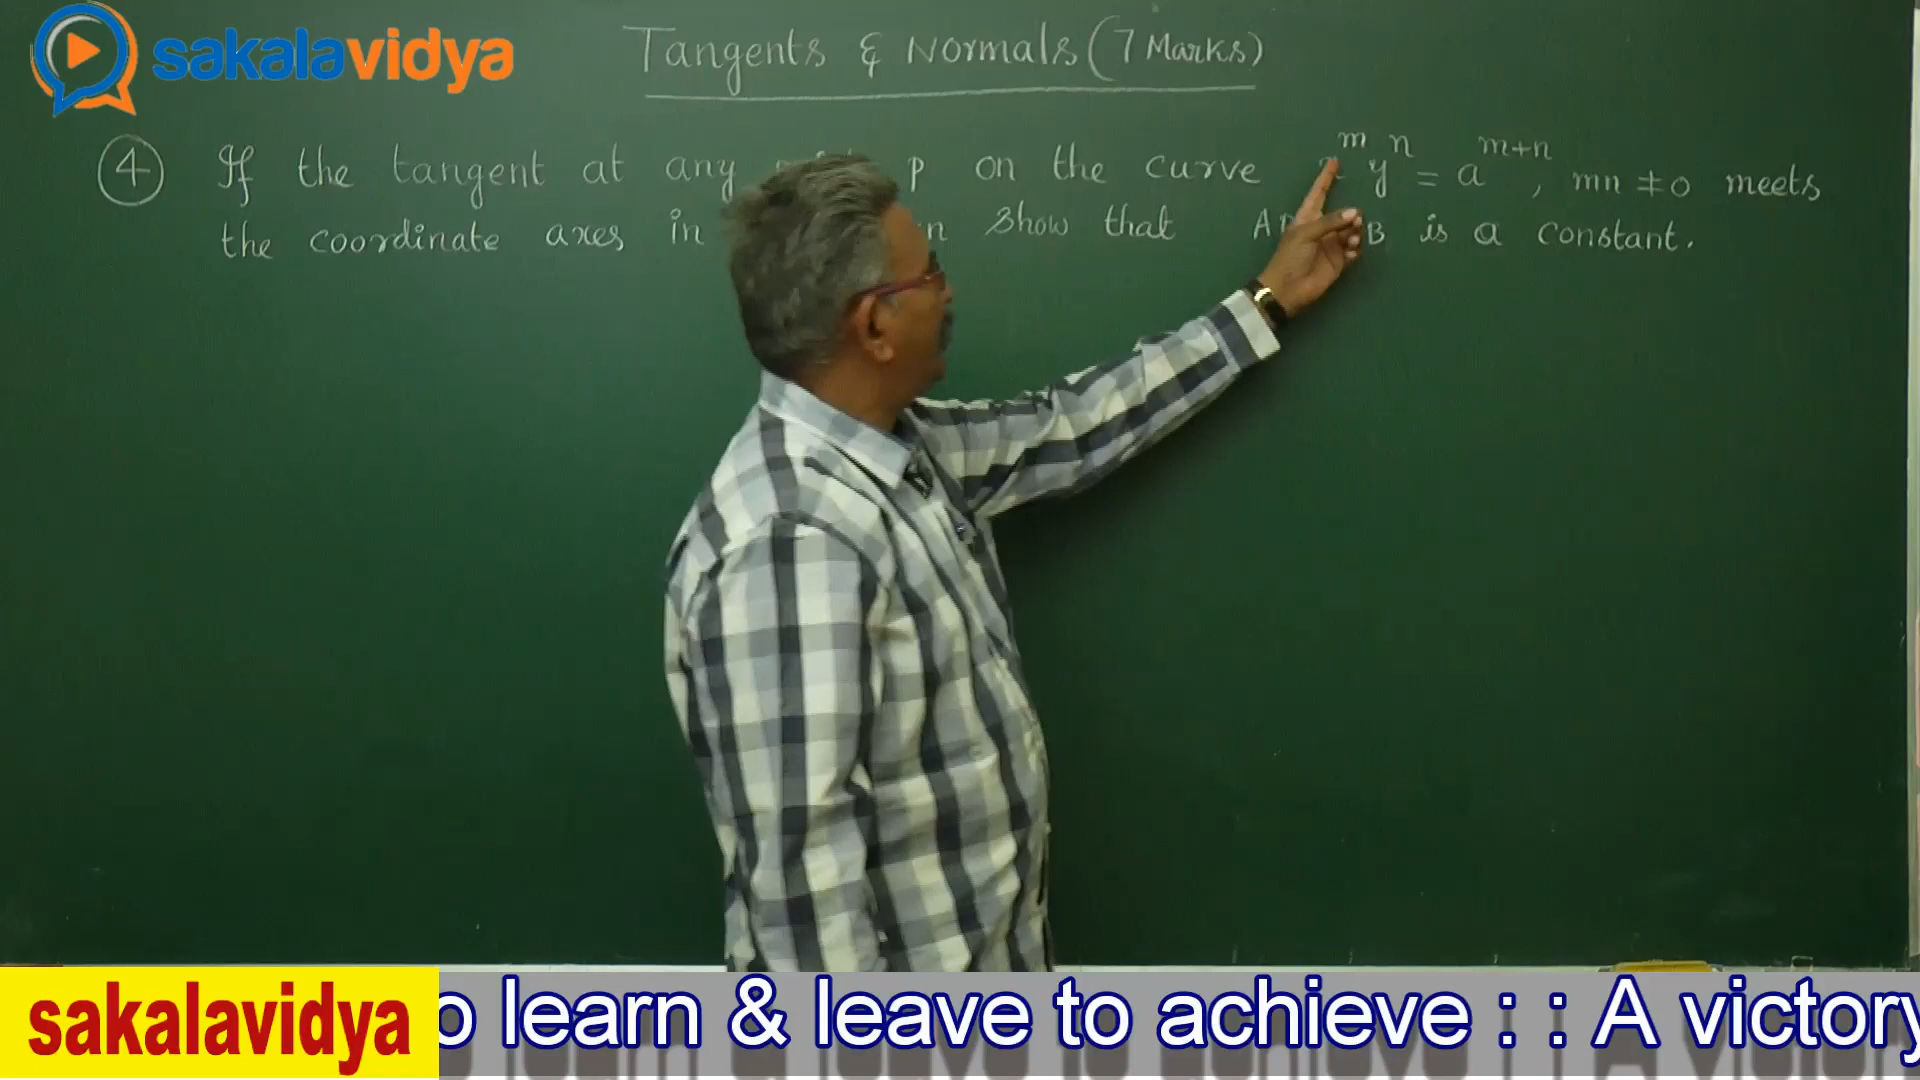 sakalavidya
Tangents & Normals (7 Marks)
4 If the tangent at any P on the curve x^m y^n = a^(m+n), mn ≠ 0 meets
the coordinate axes in show that B is a constant.
sakalavidya
learn & leave to achieve : : A victory